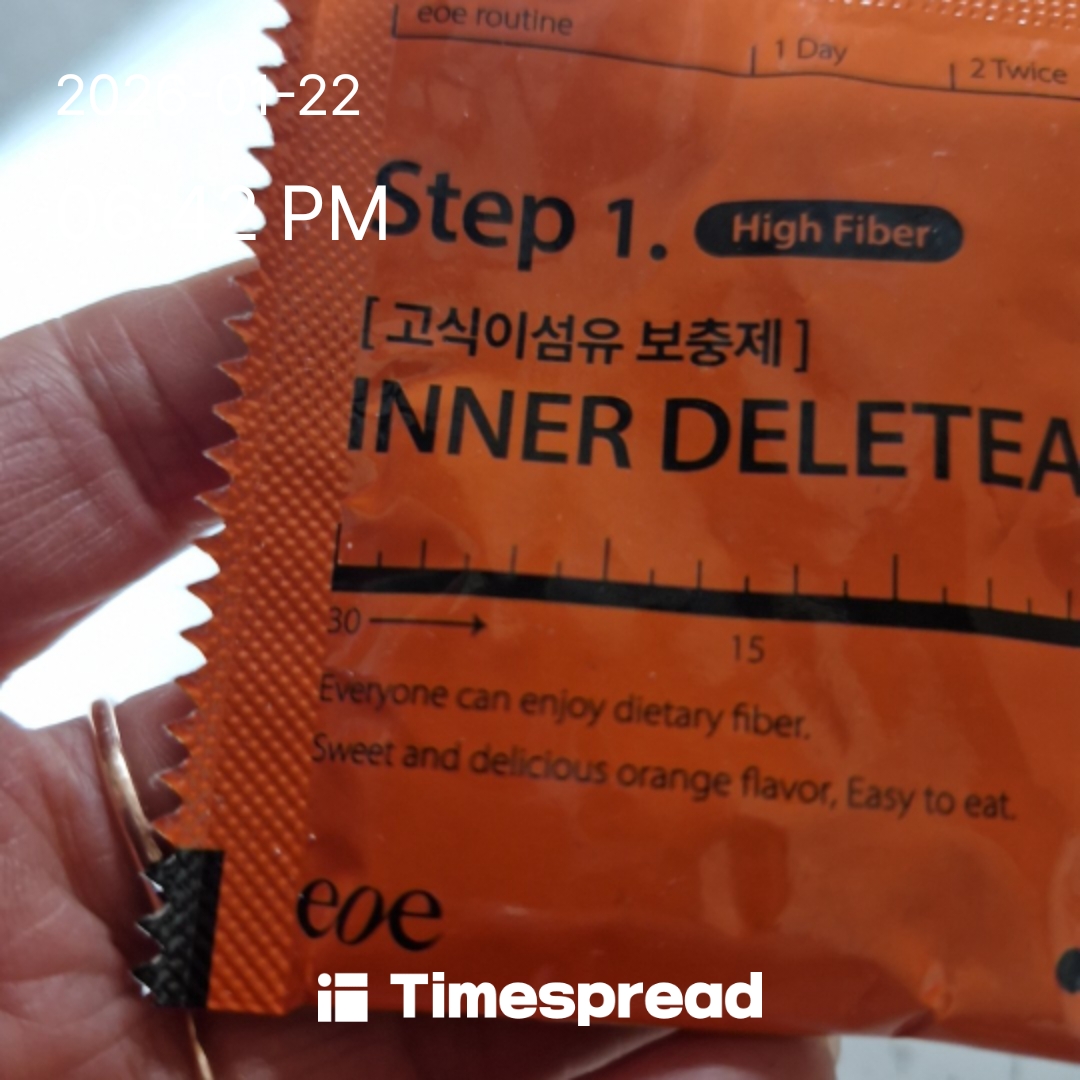 eoe routine
1 Day
2 Twice
PM
Step 1.
High Fiber
[ 고식이섬유 보충제 ]
INNER DELETEA
30
15
Everyone can enjoy dietary fiber.
Sweet and delicious orange flavor, Easy to eat.
eoe
Timespread